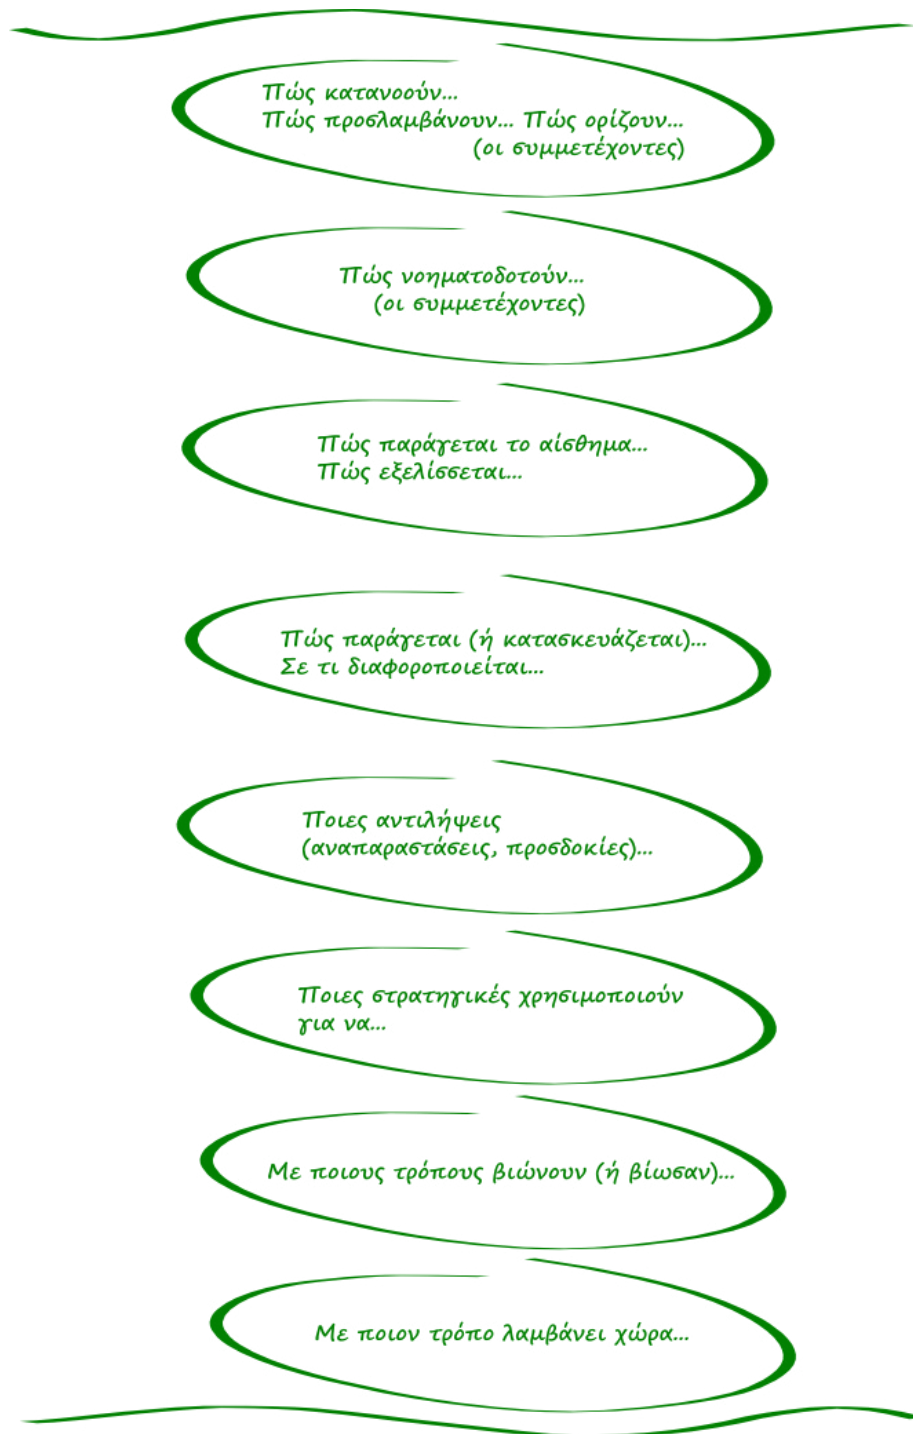 Πώς κατανοούν...
Πώς προσλαμβάνουν... Πώς ορίζουν...
(οι συμμετέχοντες)
Πώς νοηματοδοτούν...
(οι συμμετέχοντες)
Πώς παράγεται το αίσθημα...
Πώς εξελίσσεται...
Πώς παράγεται (ή κατασκευάζεται)...
Σε τι διαφοροποιείται...
Ποιες αντιλήψεις
(αναπαραστάσεις, προσδοκίες)...
Ποιες στρατηγικές χρησιμοποιούν
για να...
Με ποιους τρόπους βιώνουν (ή βίωσαν)...
Με ποιον τρόπο λαμβάνει χώρα...